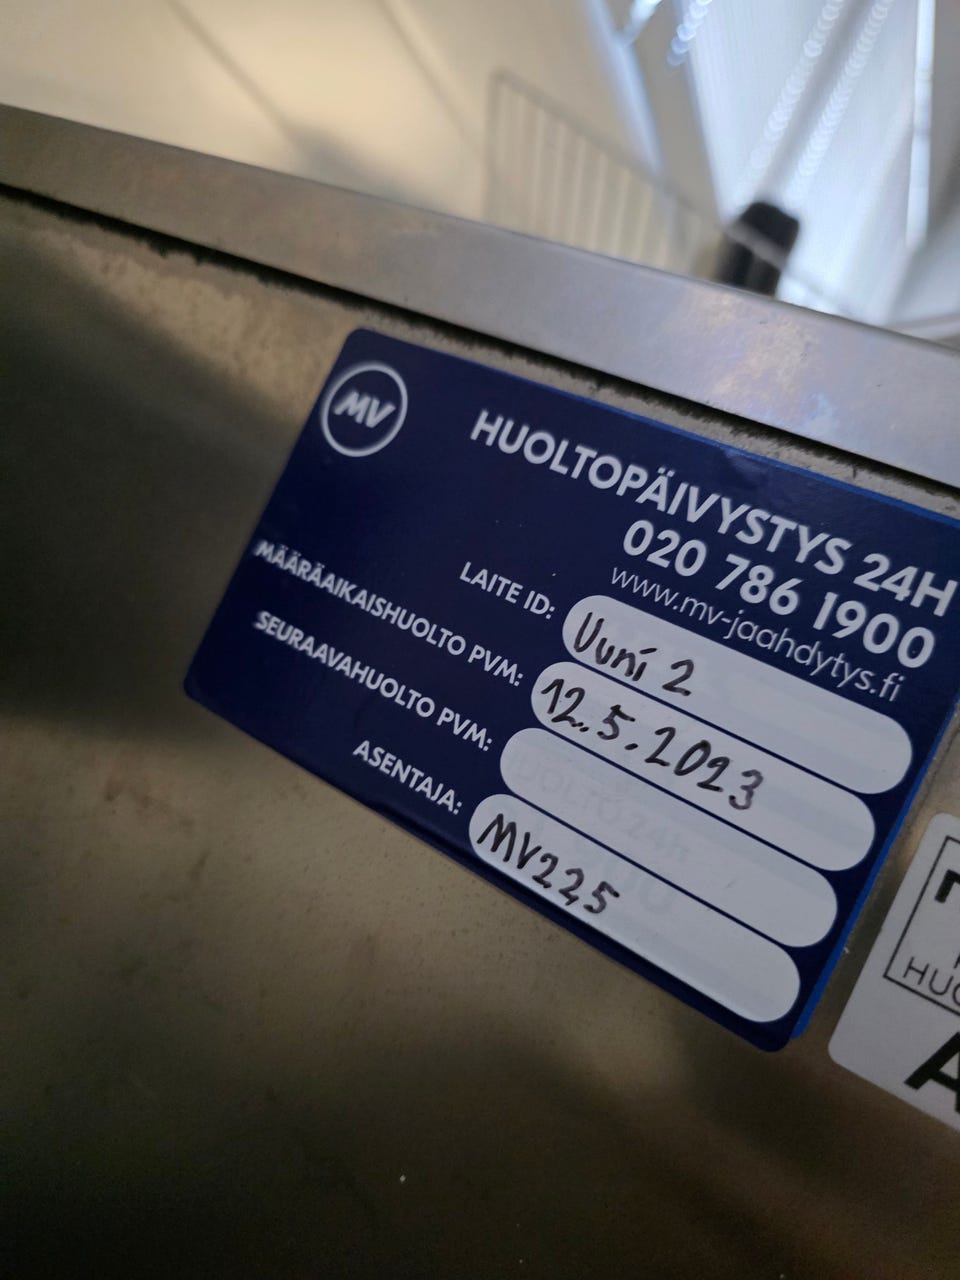 MV
HUOLTOPÄIVYSTYS 24H
020 786 1900
www.mv-jaahdytys.fi
LAITE ID: Uuni 2
MÄÄRÄAIKAISHUOLTO PVM: 12.5.2023
SEURAAVAHUOLTO PVM:
ASENTAJA: MV225
HUO
A